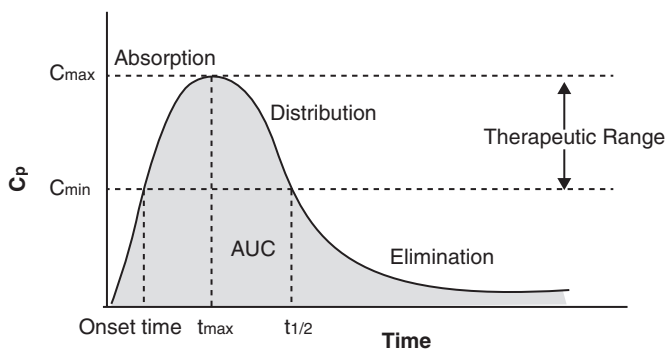 Absorption
Cmax
Distribution
Therapeutic Range
Cp
Cmin
AUC
Elimination
Onset time tmax t1/2
Time